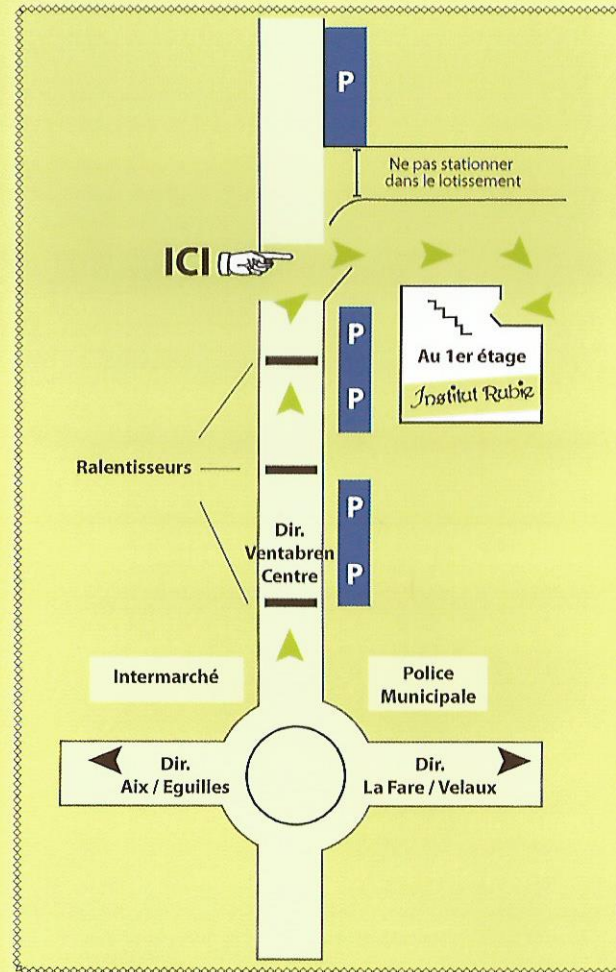 P
Ne pas stationner
dans le lotissement
ICI
P
P
Au 1er étage
Institut Rubie
Ralentisseurs
P
P
Dir.
Ventabren
Centre
Intermarché
Police
Municipale
Dir.
Aix / Eguilles
Dir.
La Fare / Velaux